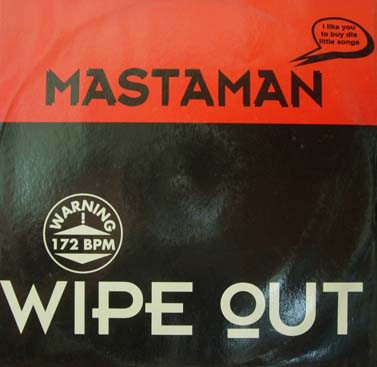 I like you
to buy dis
little songs
MASTAMAN
WARNING
!
172 BPM
WIPE OUT